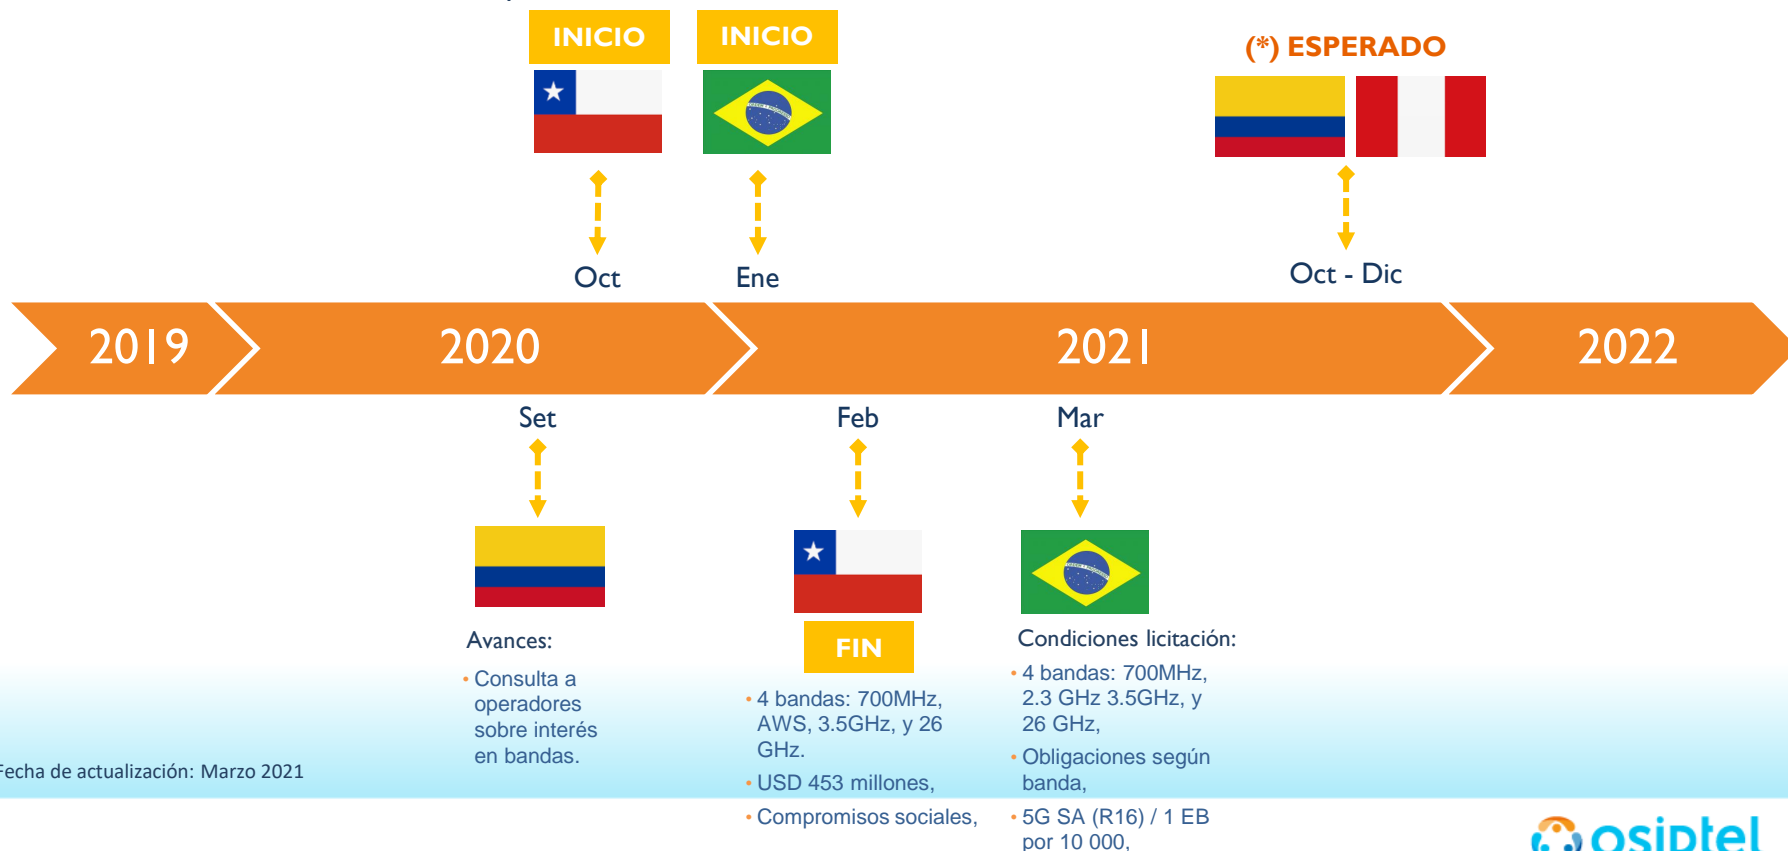 INICIO
INICIO
(*) ESPERADO
Oct
Ene
Oct - Dic
2019
2020
2021
2022
Set
Feb
Mar
Avances:
• Consulta a
operadores
sobre interés
en bandas.
FIN
• 4 bandas: 700MHz,
AWS, 3.5GHz, y 26
GHz.
• USD 453 millones,
• Compromisos sociales,
Condiciones licitación:
• 4 bandas: 700MHz,
2.3 GHz 3.5GHz, y
26 GHz,
• Obligaciones según
banda,
• 5G SA (R16) / 1 EB
por 10 000,
Fecha de actualización: Marzo 2021
osiptel